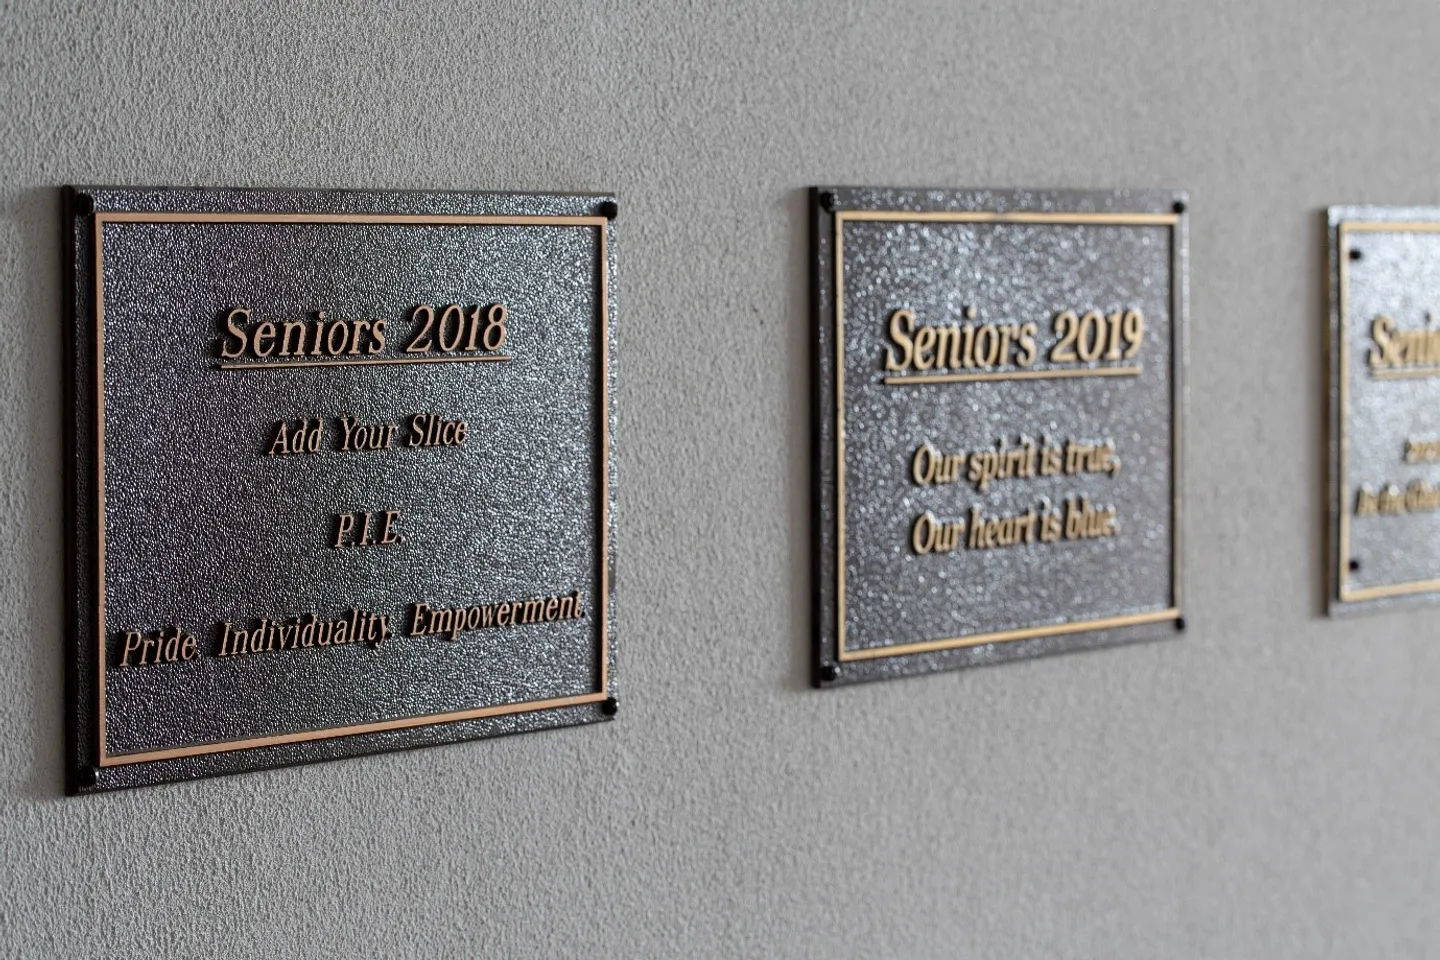 Seniors 2018
Add Your Slice
P.I.E.
Pride Individuality Empowerment
Seniors 2019
Our spirit is true,
Our heart is blue.